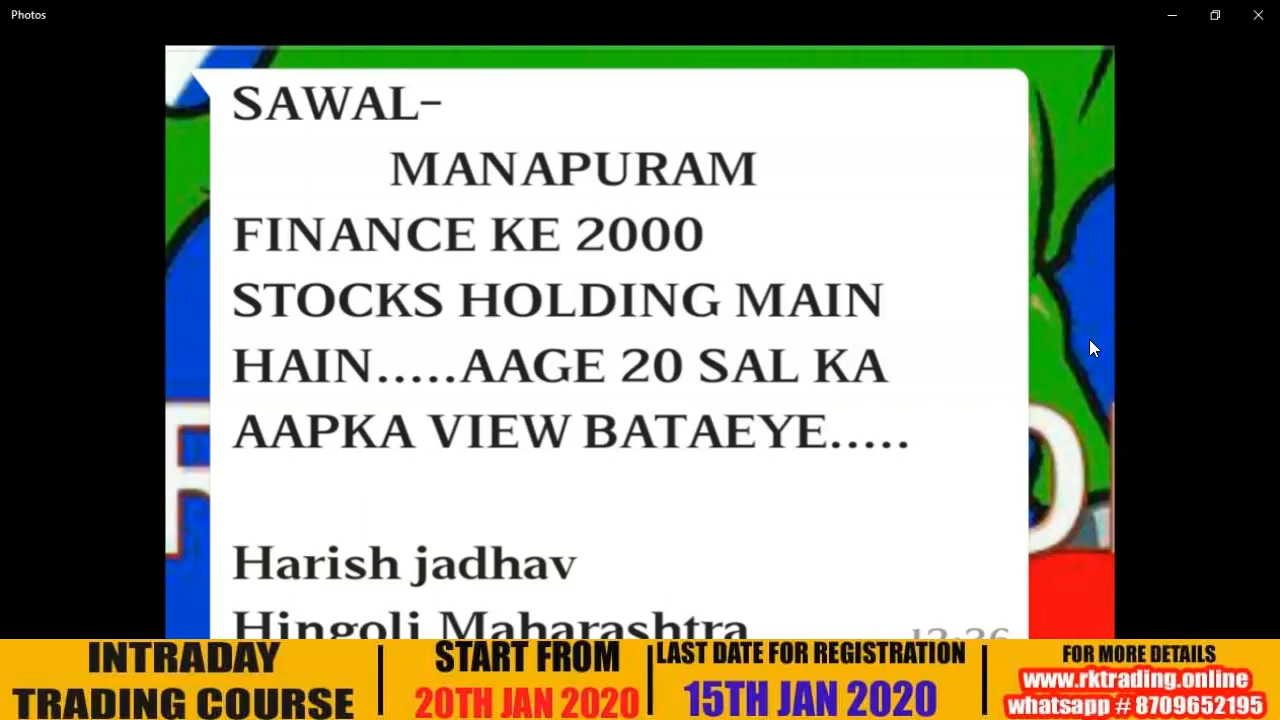 Photos
SAWAL-
MANAPURAM
FINANCE KE 2000
STOCKS HOLDING MAIN
HAIN.....AAGE 20 SAL KA
AAPKA VIEW BATAEYE.....
Harish jadhav
Hingoli Maharashtra
13:36
INTRADAY
TRADING COURSE
START FROM
20TH JAN 2020
LAST DATE FOR REGISTRATION
15TH JAN 2020
FOR MORE DETAILS
www.rktrading.online
whatsapp # 8709652195